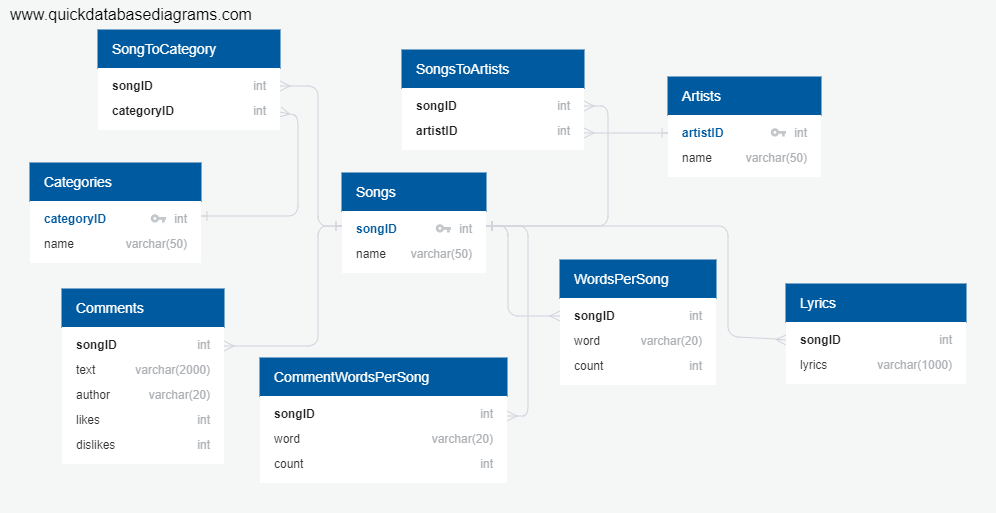 www.quickdatabasediagrams.com
SongToCategory
songID int
categoryID int
SongsToArtists
songID int
artistID int
Artists
artistID int
name varchar(50)
Categories
categoryID int
name varchar(50)
Songs
songID int
name varchar(50)
WordsPerSong
songID int
word varchar(20)
count int
Lyrics
songID int
lyrics varchar(1000)
Comments
songID int
text varchar(2000)
author varchar(20)
likes int
dislikes int
CommentWordsPerSong
songID int
word varchar(20)
count int